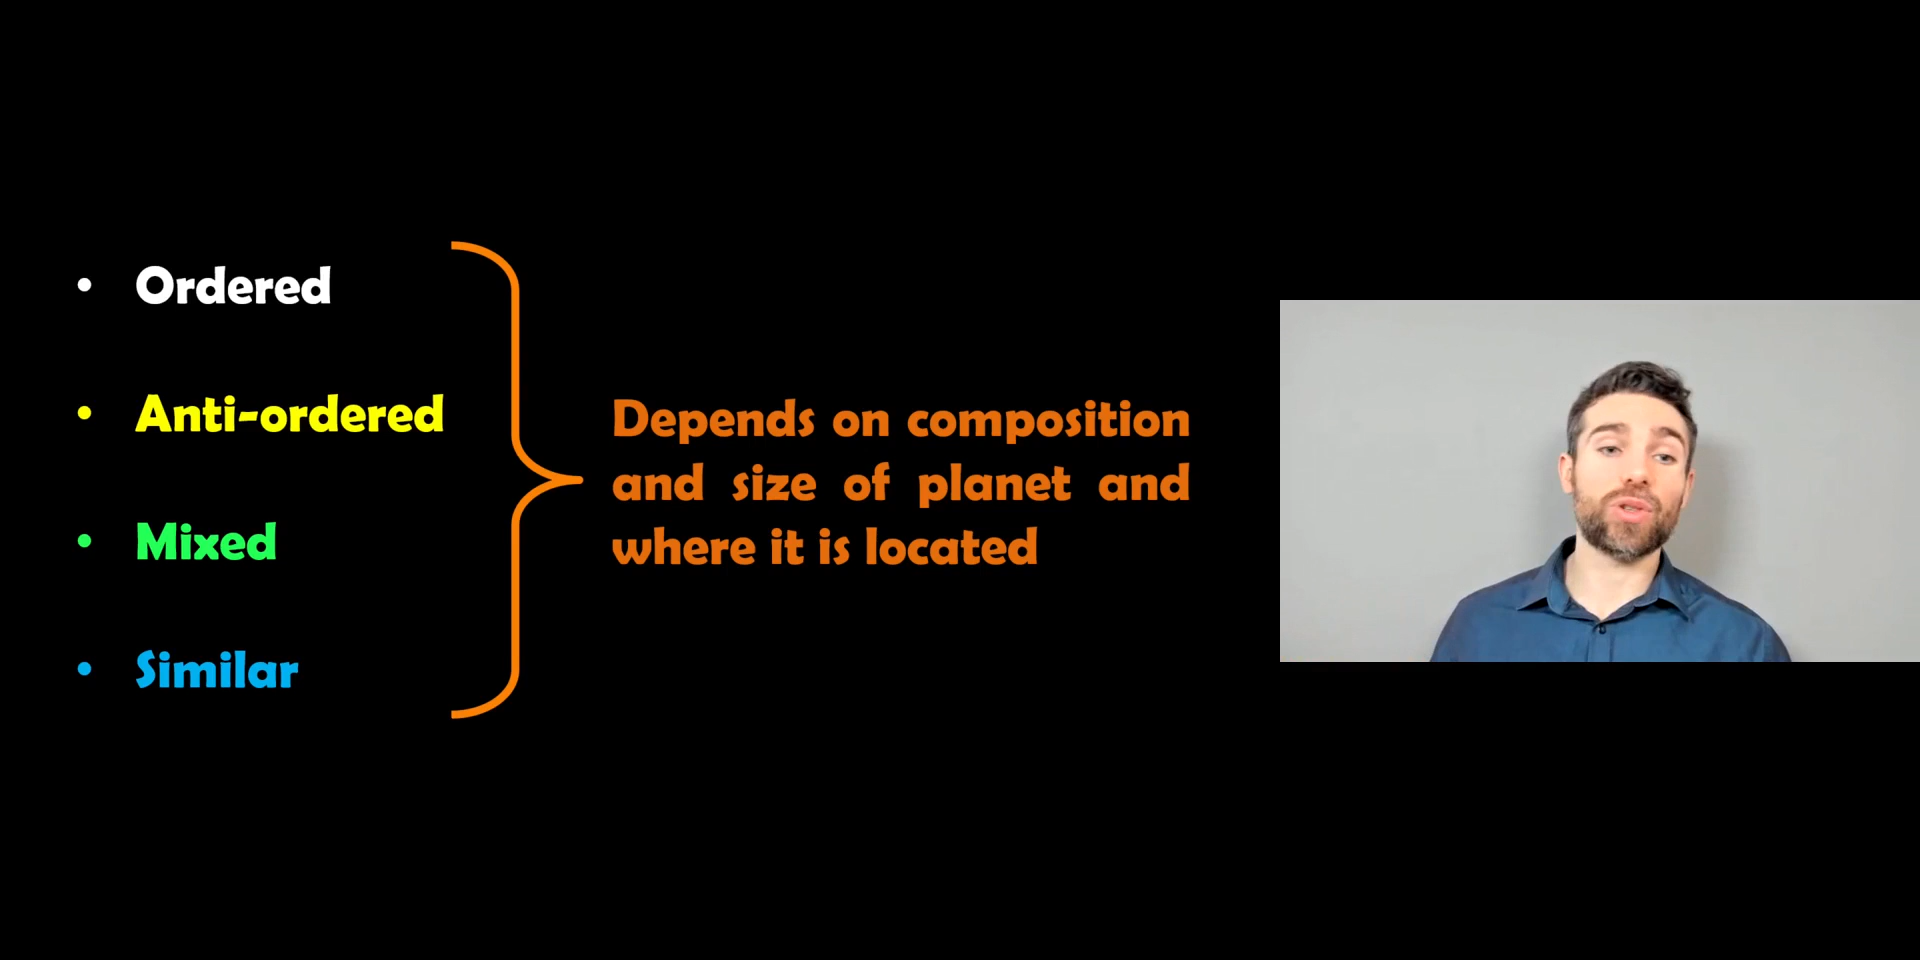 • Ordered
• Anti-ordered
• Mixed
• Similar
Depends on composition
and size of planet and
where it is located